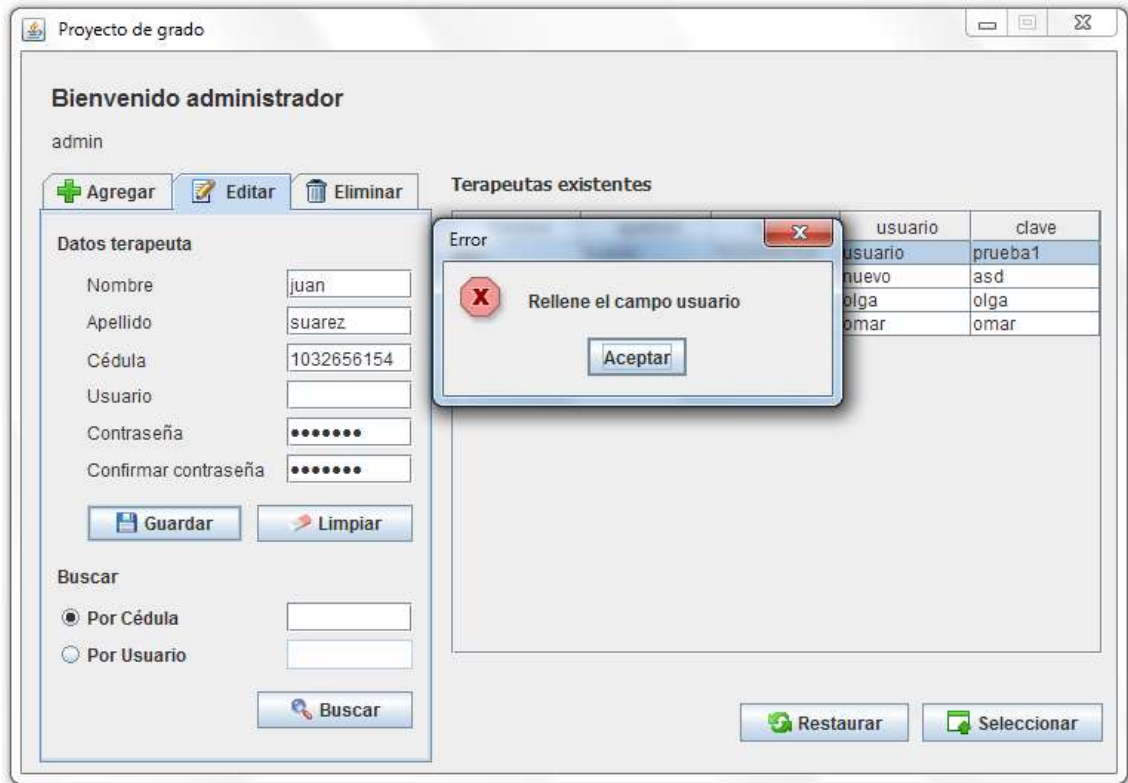 Proyecto de grado
Bienvenido administrador
admin
Agregar Editar Eliminar
Datos terapeuta
Nombre juan
Apellido suarez
Cédula 1032656154
Usuario
Contraseña •••••••
Confirmar contraseña •••••••
Guardar Limpiar
Buscar
Por Cédula
Por Usuario
Buscar
Terapeutas existentes
usuario clave
usuario prueba1
nuevo asd
olga olga
omar omar
Error
Rellene el campo usuario
Aceptar
Restaurar Seleccionar